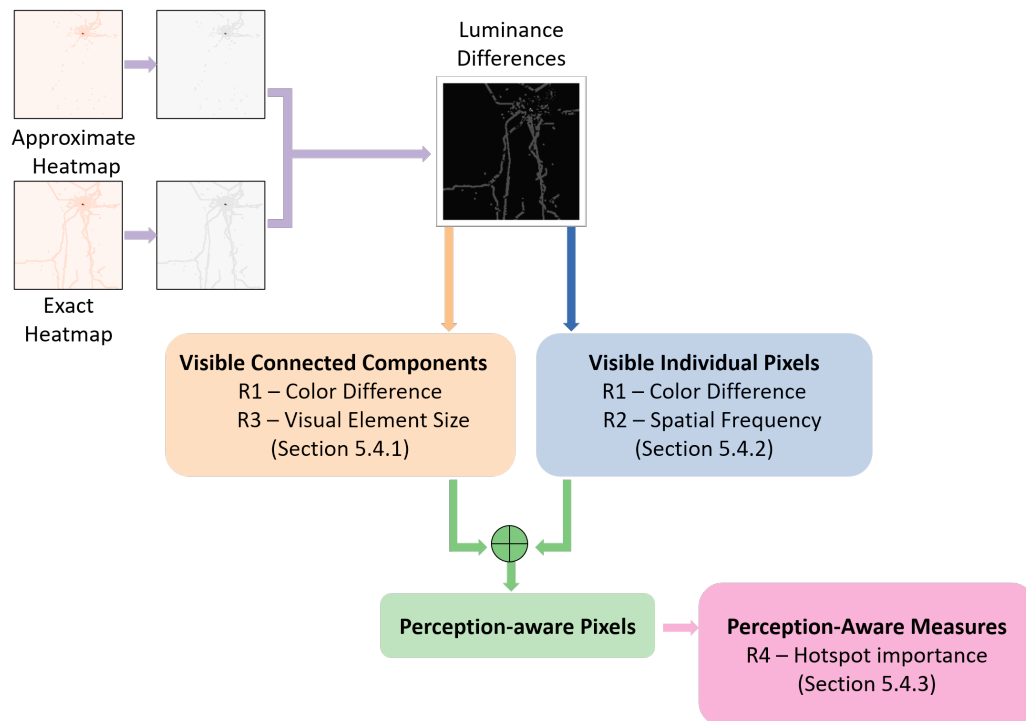 Approximate
Heatmap
Exact
Heatmap
Luminance
Differences
Visible Connected Components
R1 – Color Difference
R3 – Visual Element Size
(Section 5.4.1)
Visible Individual Pixels
R1 – Color Difference
R2 – Spatial Frequency
(Section 5.4.2)
Perception-aware Pixels
Perception-Aware Measures
R4 – Hotspot importance
(Section 5.4.3)